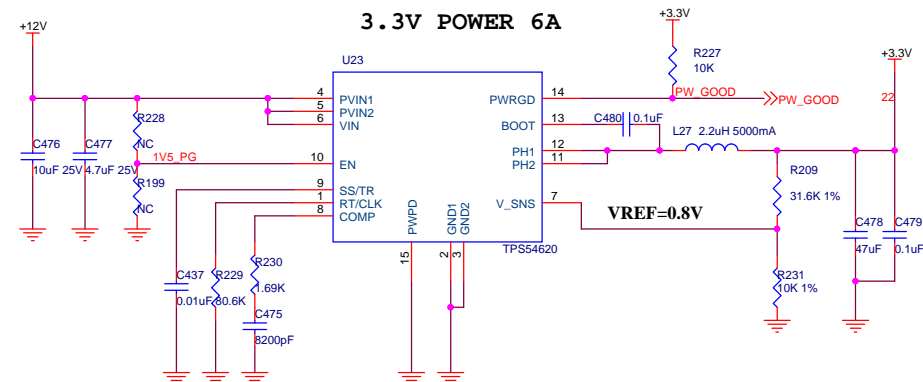 3.3V POWER 6A
+12V
+3.3V
+3.3V
U23
R227
10K
4 PVIN1
5 PVIN2
6 VIN
PWRGD 14
PW_GOOD
PW_GOOD
22
R228
NC
BOOT 13
C480 0.1uF
C476
10uF 25V
C477
4.7uF 25V
L27 2.2uH 5000mA
PH1 12
PH2 11
1V5_PG
10 EN
R199
NC
R209
31.6K 1%
9 SS/TR
1 RT/CLK
8 COMP
V_SNS 7
VREF=0.8V
PWPD
GND1
GND2
TPS54620
C478
47uF
C479
0.1uF
15
2
3
R230
1.69K
C437
0.01uF
R229
80.6K
R231
10K 1%
C475
8200pF